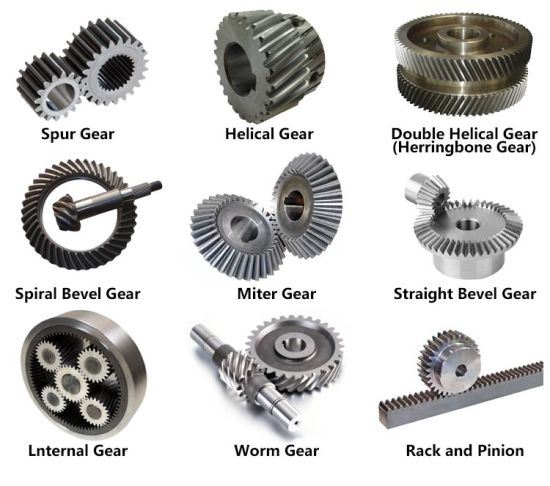 Spur Gear
Helical Gear
Double Helical Gear
(Herringbone Gear)
Spiral Bevel Gear
Miter Gear
Straight Bevel Gear
Lnternal Gear
Worm Gear
Rack and Pinion